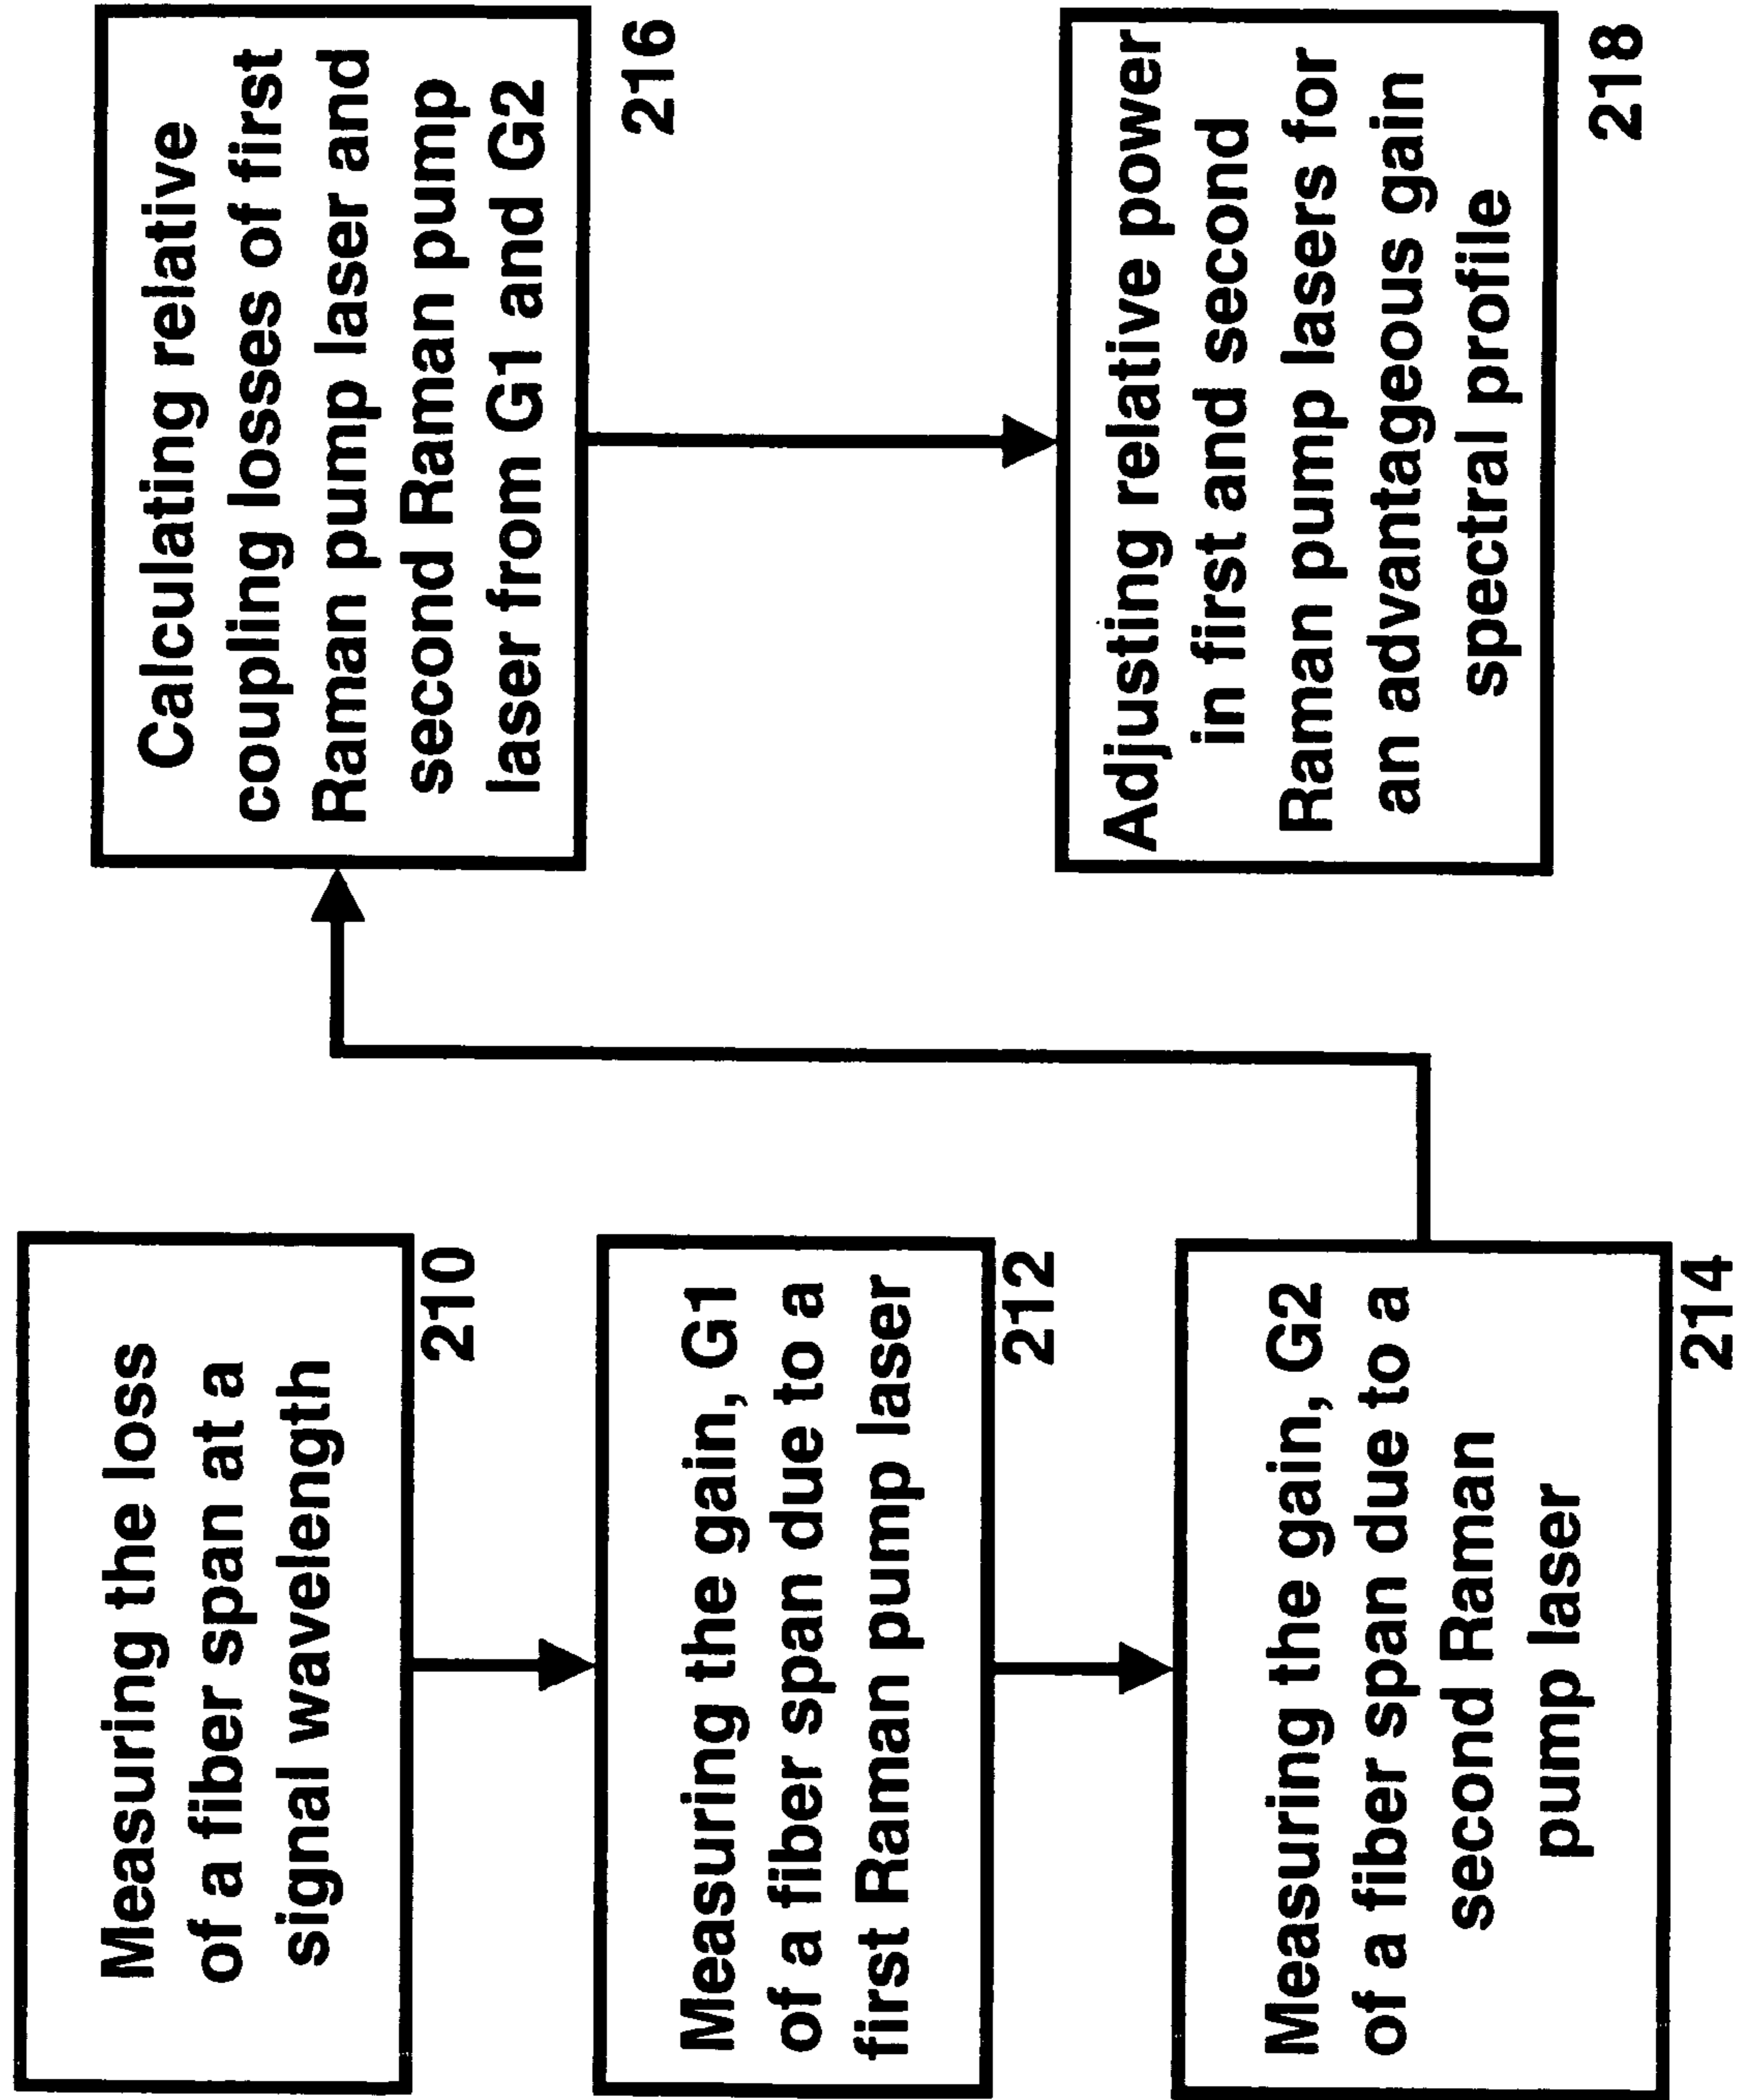 Measuring the loss
of a fiber span at a
signal wavelength
210
Measuring the gain, G1
of a fiber span due to a
first Raman pump laser
212
Measuring the gain, G2
of a fiber span due to a
second Raman
pump laser
214
Calculating relative
coupling losses of first
Raman pump laser and
second Raman pump
laser from G1 and G2
216
Adjusting relative power
in first and second
Raman pump lasers for
an advantageous gain
spectral profile
218